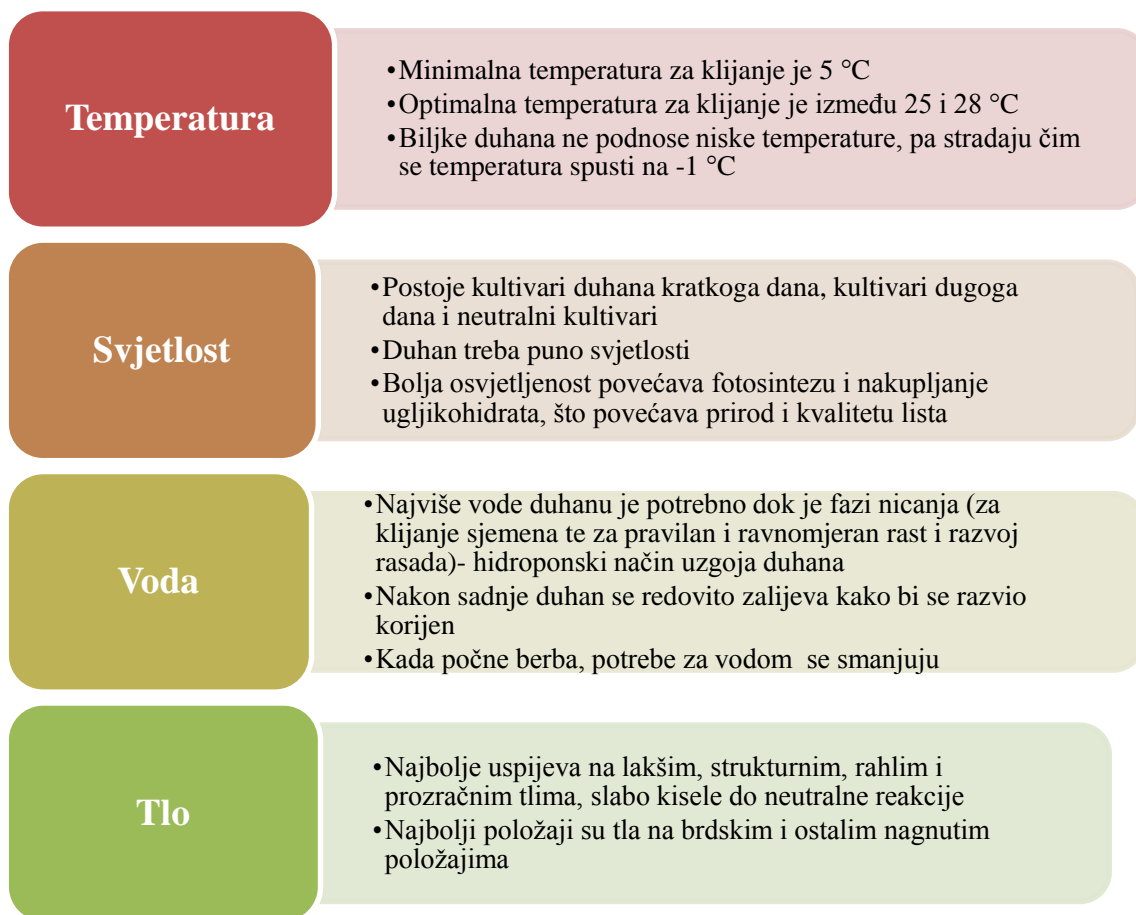 Temperatura
•Minimalna temperatura za klijanje je 5 °C
•Optimalna temperatura za klijanje je između 25 i 28 °C
•Biljke duhana ne podnose niske temperature, pa stradaju čim
se temperatura spusti na -1 °C
Svjetlost
•Postoje kultivari duhana kratkoga dana, kultivari dugoga
dana i neutralni kultivari
•Duhan treba puno svjetlosti
•Bolja osvjetljenost povećava fotosintezu i nakupljanje
ugljikohidrata, što povećava prirod i kvalitetu lista
Voda
•Najviše vode duhanu je potrebno dok je fazi nicanja (za
klijanje sjemena te za pravilan i ravnomjeran rast i razvoj
rasada)- hidroponski način uzgoja duhana
•Nakon sadnje duhan se redovito zalijeva kako bi se razvio
korijen
•Kada počne berba, potrebe za vodom  se smanjuju
Tlo
•Najbolje uspijeva na lakšim, strukturnim, rahlim i
prozračnim tlima, slabo kisele do neutralne reakcije
•Najbolji položaji su tla na brdskim i ostalim nagnutim
položajima